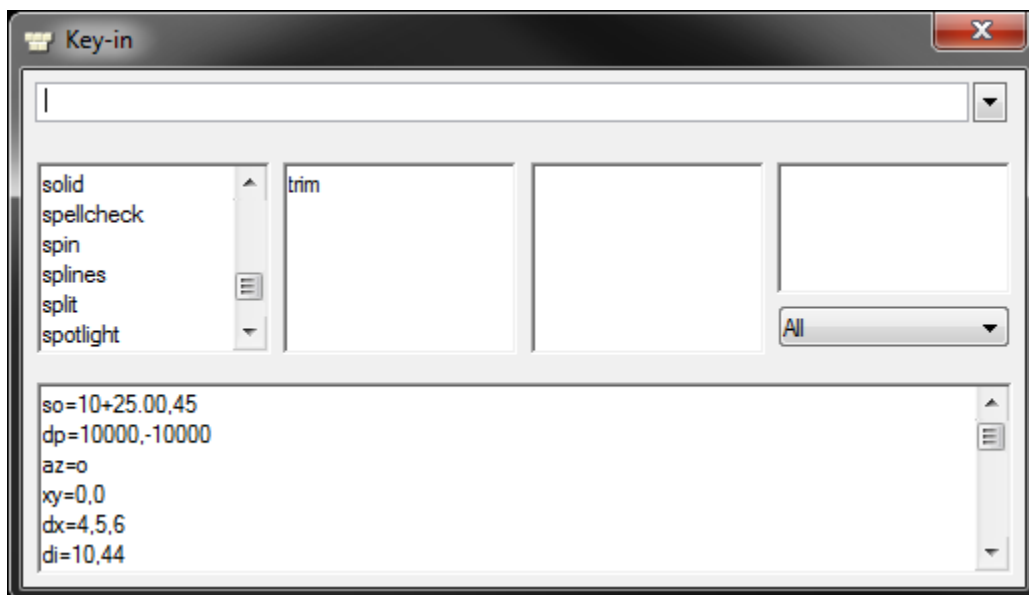 Key-in
solid
spellcheck
spin
splines
split
spotlight
trim
All
so=10+25.00,45
dp=10000,-10000
az=o
xy=0,0
dx=4,5,6
di=10,44